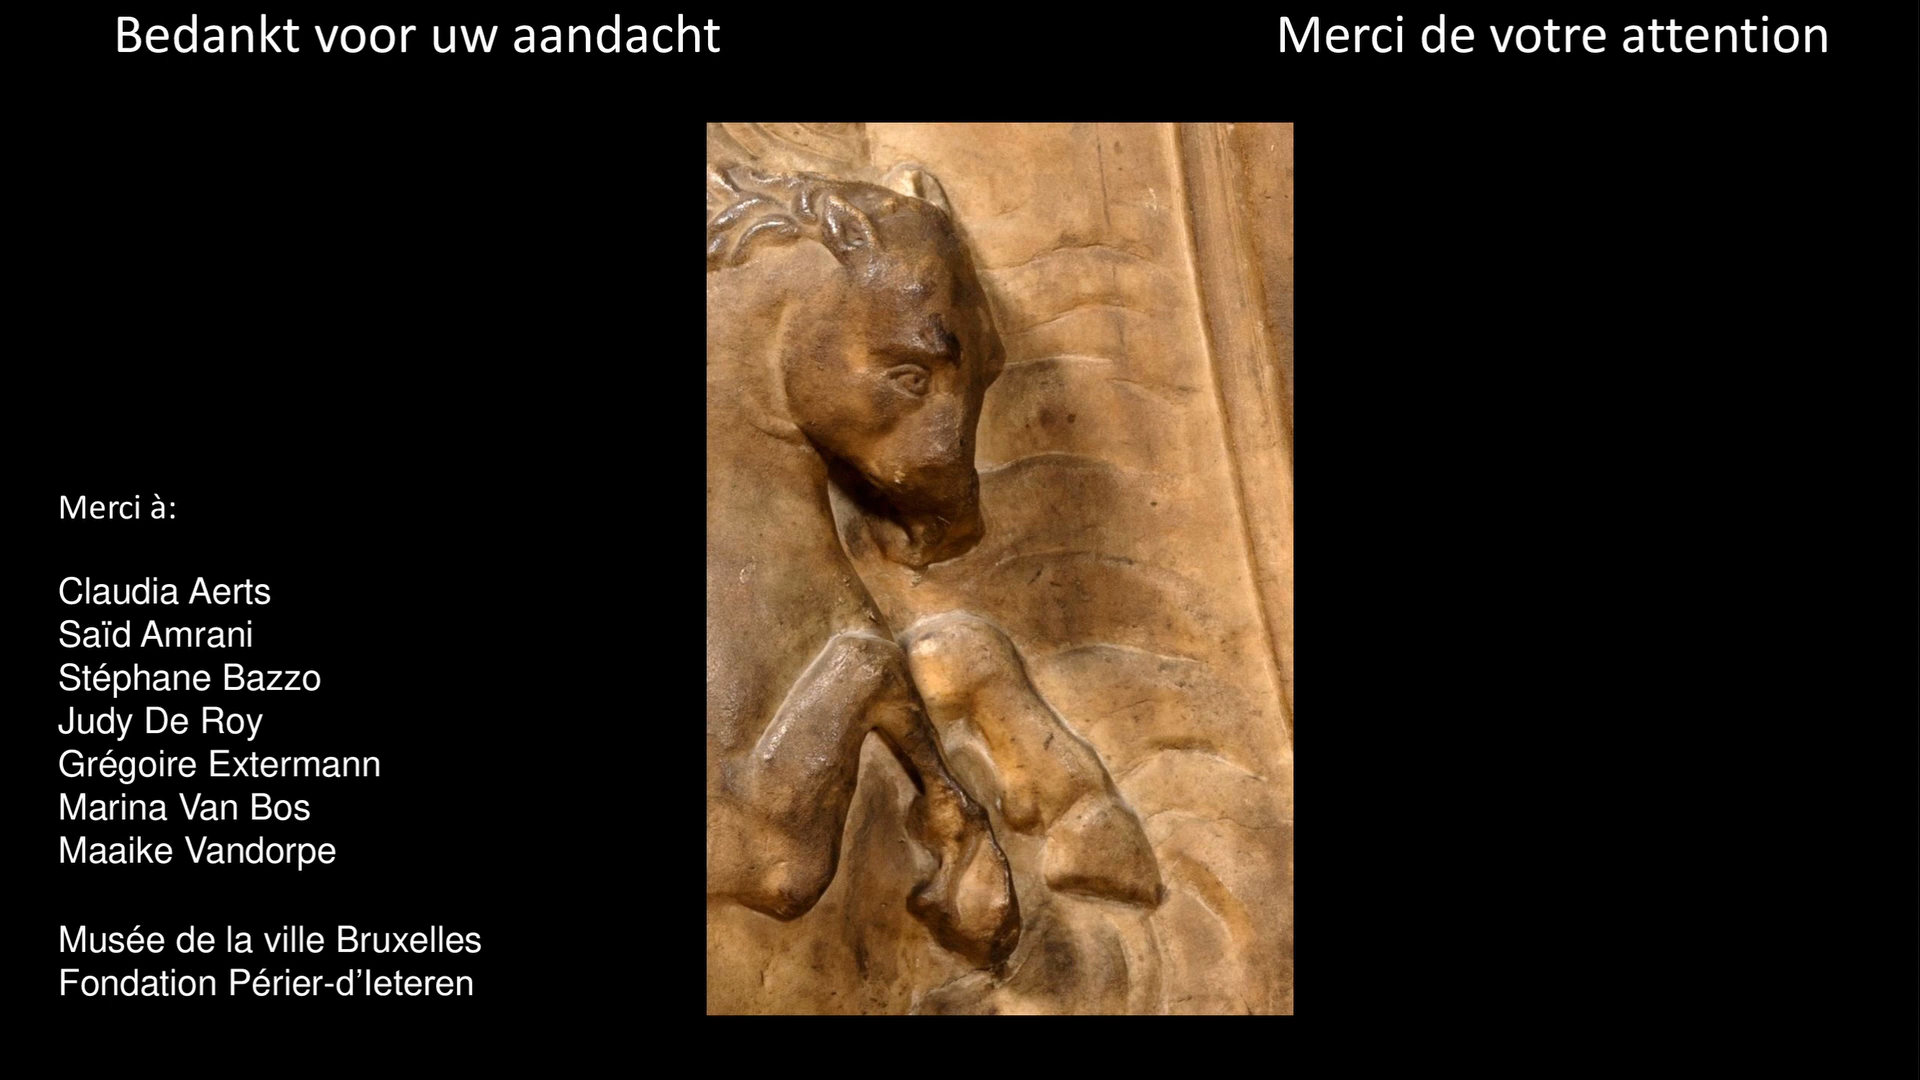 Bedankt voor uw aandacht
Merci de votre attention
Merci à:
Claudia Aerts
Saïd Amrani
Stéphane Bazzo
Judy De Roy
Grégoire Extermann
Marina Van Bos
Maaike Vandorpe
Musée de la ville Bruxelles
Fondation Périer-d’Ieteren